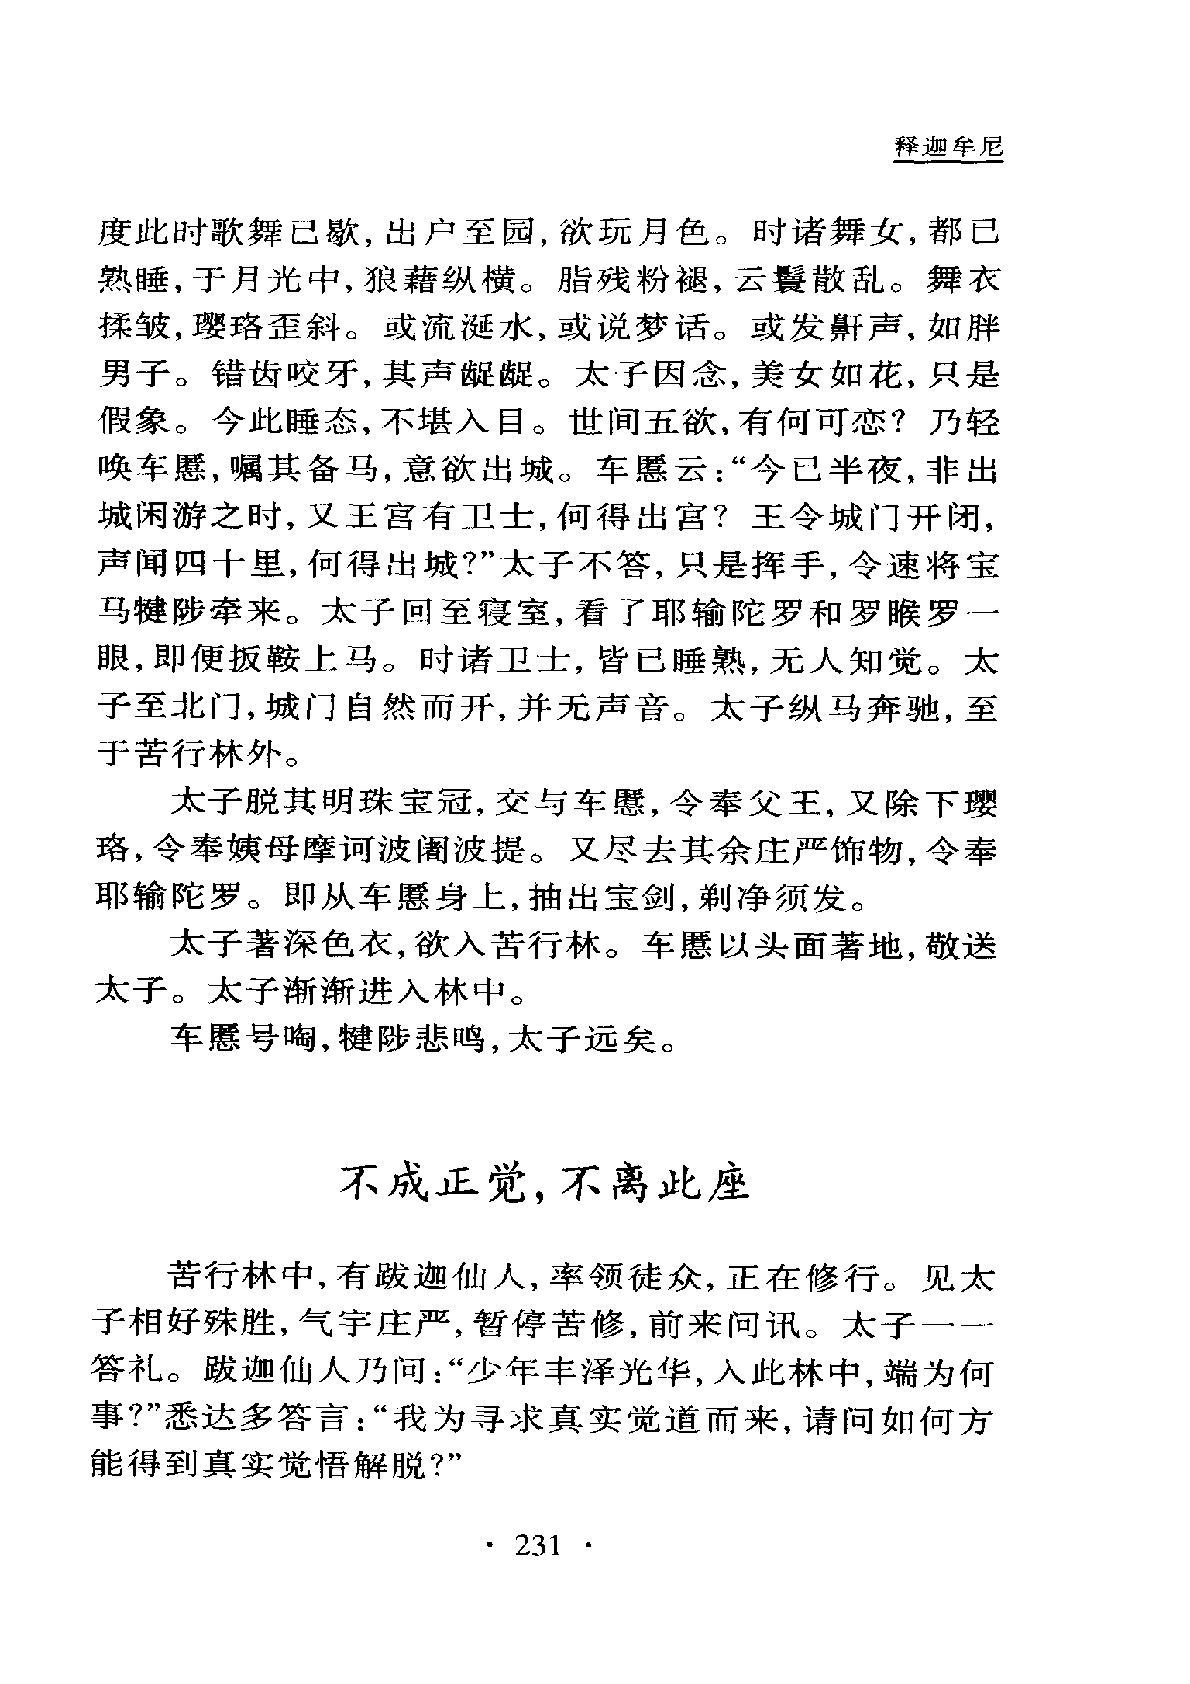 释迦牟尼
度此时歌舞已歇，出户至园，欲玩月色。时诸舞女，都已
熟睡，于月光中，狼藉纵横。脂残粉褪，云鬟散乱。舞衣
揉皱，璎珞歪斜。或流涎水，或说梦话。或发鼾声，如胖
男子。错齿咬牙，其声龊龊。太子因念，美女如花，只是
假象。今此睡态，不堪入目。世间五欲，有何可恋？乃轻
唤车匿，嘱其备马，意欲出城。车匿云：“今已半夜，非出
城闲游之时，又王宫有卫士，何得出宫？王令城门开闭，
声闻四十里，何得出城？”太子不答，只是挥手，令速将宝
马犍陟牵来。太子回至寝室，看了耶输陀罗和罗睺罗一
眼，即便扳鞍上马。时诸卫士，皆已睡熟，无人知觉。太
子至北门，城门自然而开，并无声音。太子纵马奔驰，至
于苦行林外。
太子脱其明珠宝冠，交与车匿，令奉父王，又除下璎
珞，令奉姨母摩诃波阇波提。又尽去其余庄严饰物，令奉
耶输陀罗。即从车匿身上，抽出宝剑，剃净须发。
太子著深色衣，欲入苦行林。车匿以头面著地，敬送
太子。太子渐渐进入林中。
车匿号啕，犍陟悲鸣，太子远矣。
不成正觉，不离此座
苦行林中，有跋迦仙人，率领徒众，正在修行。见太
子相好殊胜，气宇庄严，暂停苦修，前来问讯。太子一一
答礼。跋迦仙人乃问：“少年丰泽光华，入此林中，端为何
事？”悉达多答言：“我为寻求真实觉道而来，请问如何方
能得到真实觉悟解脱？”
· 231 ·